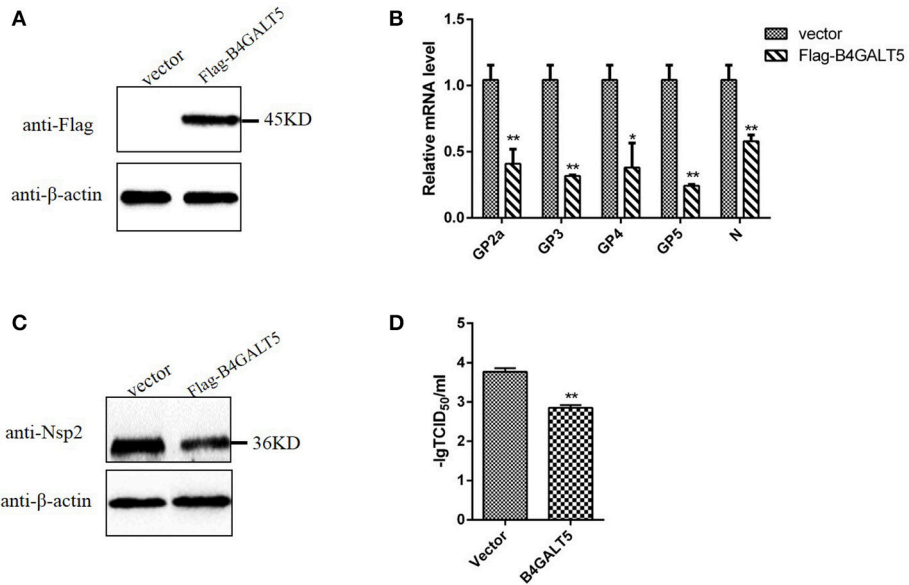 A
vector
Flag-B4GALT5
anti-Flag
45KD
anti-β-actin
B
Relative mRNA level
1.5
1.0
0.5
0.0
**
**
*
**
**
GP2a
GP3
GP4
GP5
N
vector
Flag-B4GALT5
C
vector
Flag-B4GALT5
anti-Nsp2
36KD
anti-β-actin
D
-lgTCID50/ml
5
4
3
2
1
0
**
Vector
B4GALT5